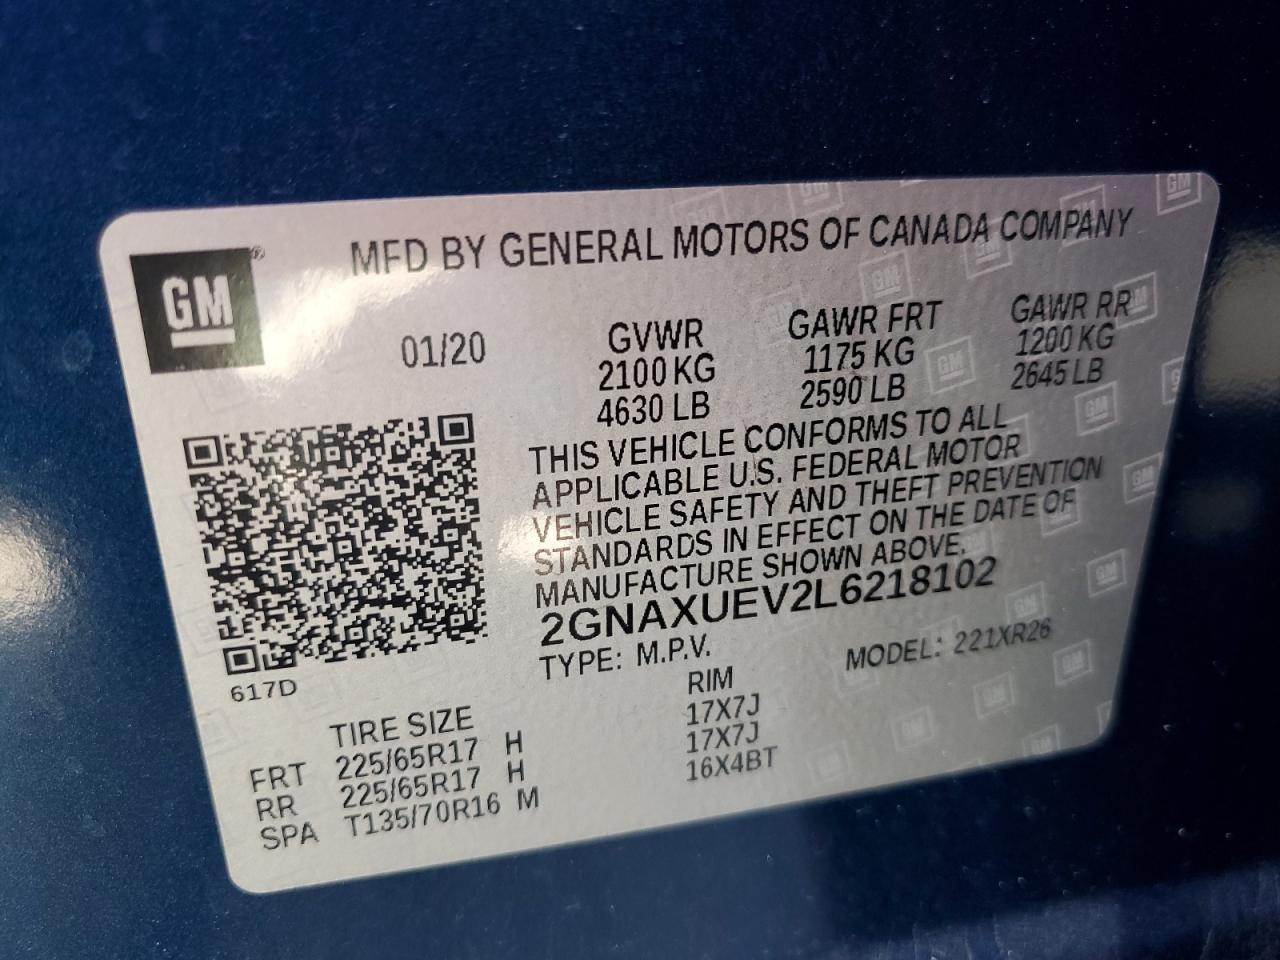 MFD BY GENERAL MOTORS OF CANADA COMPANY
GM®
01/20
GVWR GAWR FRT GAWR RR
2100 KG 1175 KG 1200 KG
4630 LB 2590 LB 2645 LB
THIS VEHICLE CONFORMS TO ALL
APPLICABLE U.S. FEDERAL MOTOR
VEHICLE SAFETY AND THEFT PREVENTION
STANDARDS IN EFFECT ON THE DATE OF
MANUFACTURE SHOWN ABOVE.
2GNAXUEV2L6218102
TYPE: M.P.V. MODEL: 221XR26
617D
TIRE SIZE RIM
FRT 225/65R17 H 17X7J
RR 225/65R17 H 17X7J
SPA T135/70R16 M 16X4BT